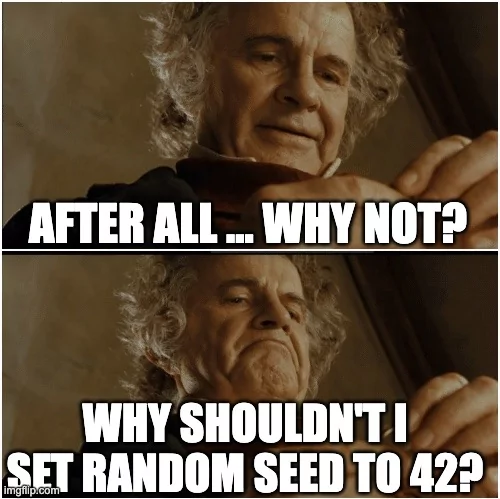 AFTER ALL ... WHY NOT?
WHY SHOULDN'T I
SET RANDOM SEED TO 42?
imgflip.com